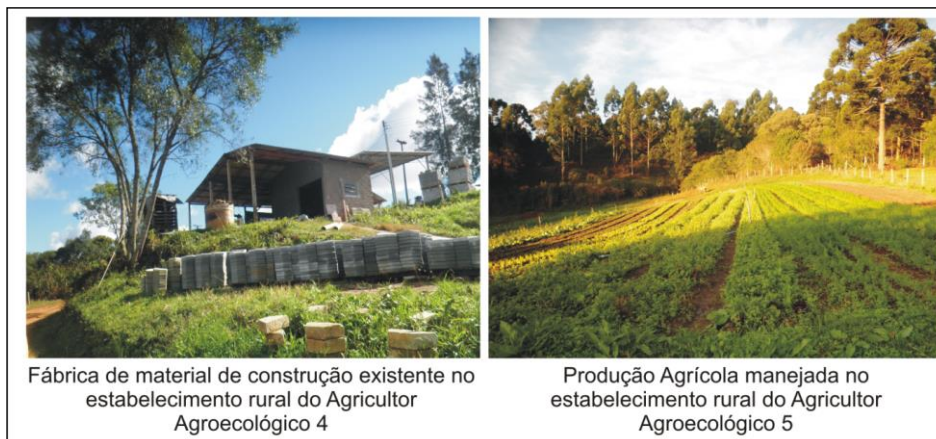 Fábrica de material de construção existente no
estabelecimento rural do Agricultor
Agroecológico 4
Produção Agrícola manejada no
estabelecimento rural do Agricultor
Agroecológico 5